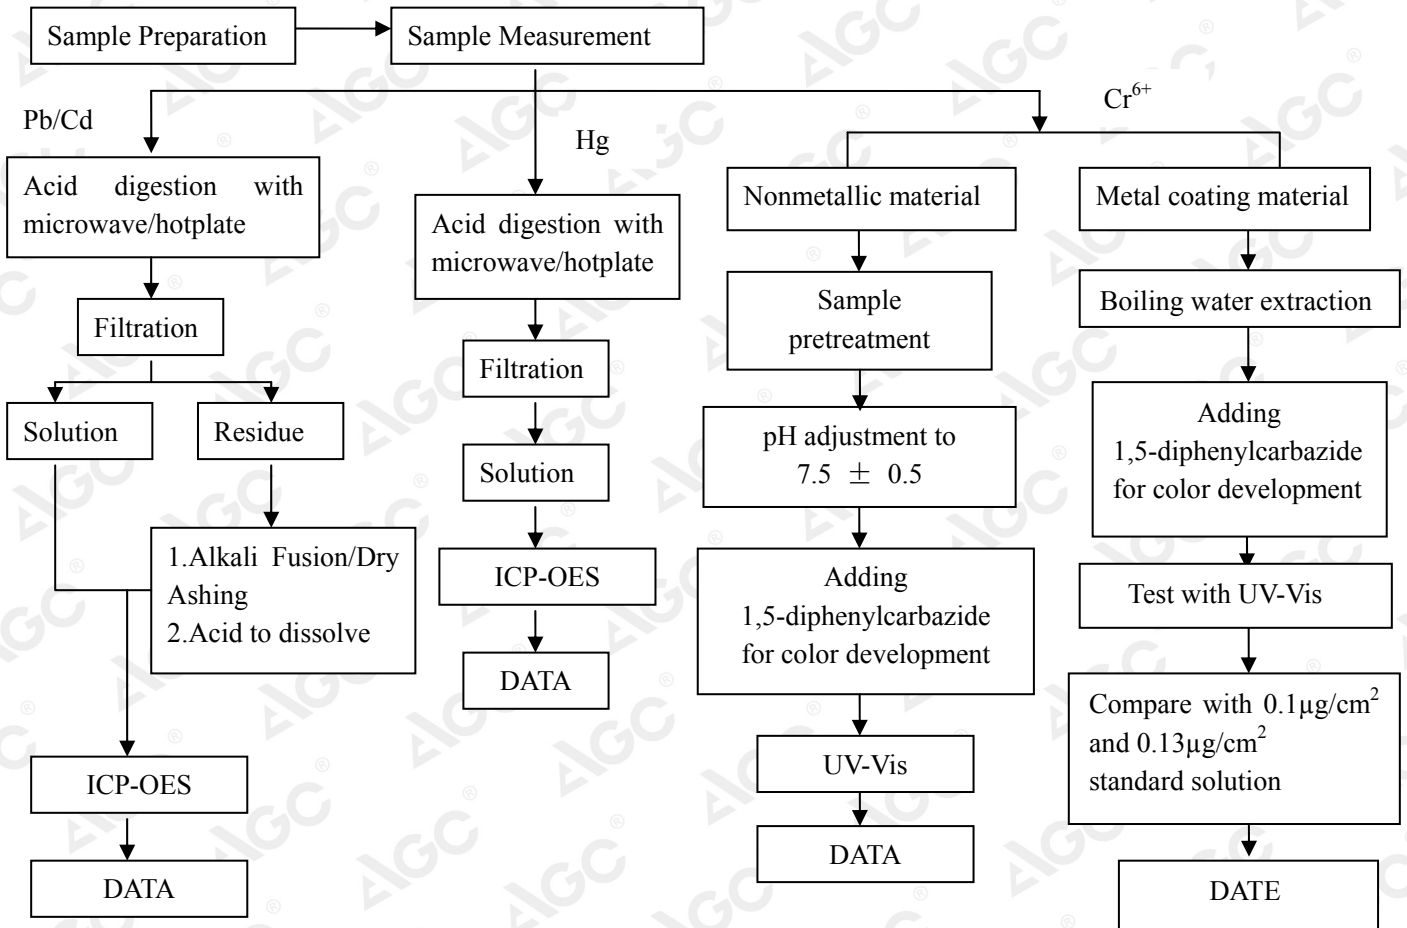 Sample Preparation
Sample Measurement
Pb/Cd
Hg
Cr⁶⁺
Acid digestion with
microwave/hotplate
Filtration
Solution
Residue
1.Alkali Fusion/Dry
Ashing
2.Acid to dissolve
ICP-OES
DATA
Acid digestion with
microwave/hotplate
Filtration
Solution
ICP-OES
DATA
Nonmetallic material
Sample
pretreatment
pH adjustment to
7.5 ± 0.5
Adding
1,5-diphenylcarbazide
for color development
UV-Vis
DATA
Metal coating material
Boiling water extraction
Adding
1,5-diphenylcarbazide
for color development
Test with UV-Vis
Compare with 0.1µg/cm²
and 0.13µg/cm²
standard solution
DATE
AGC®